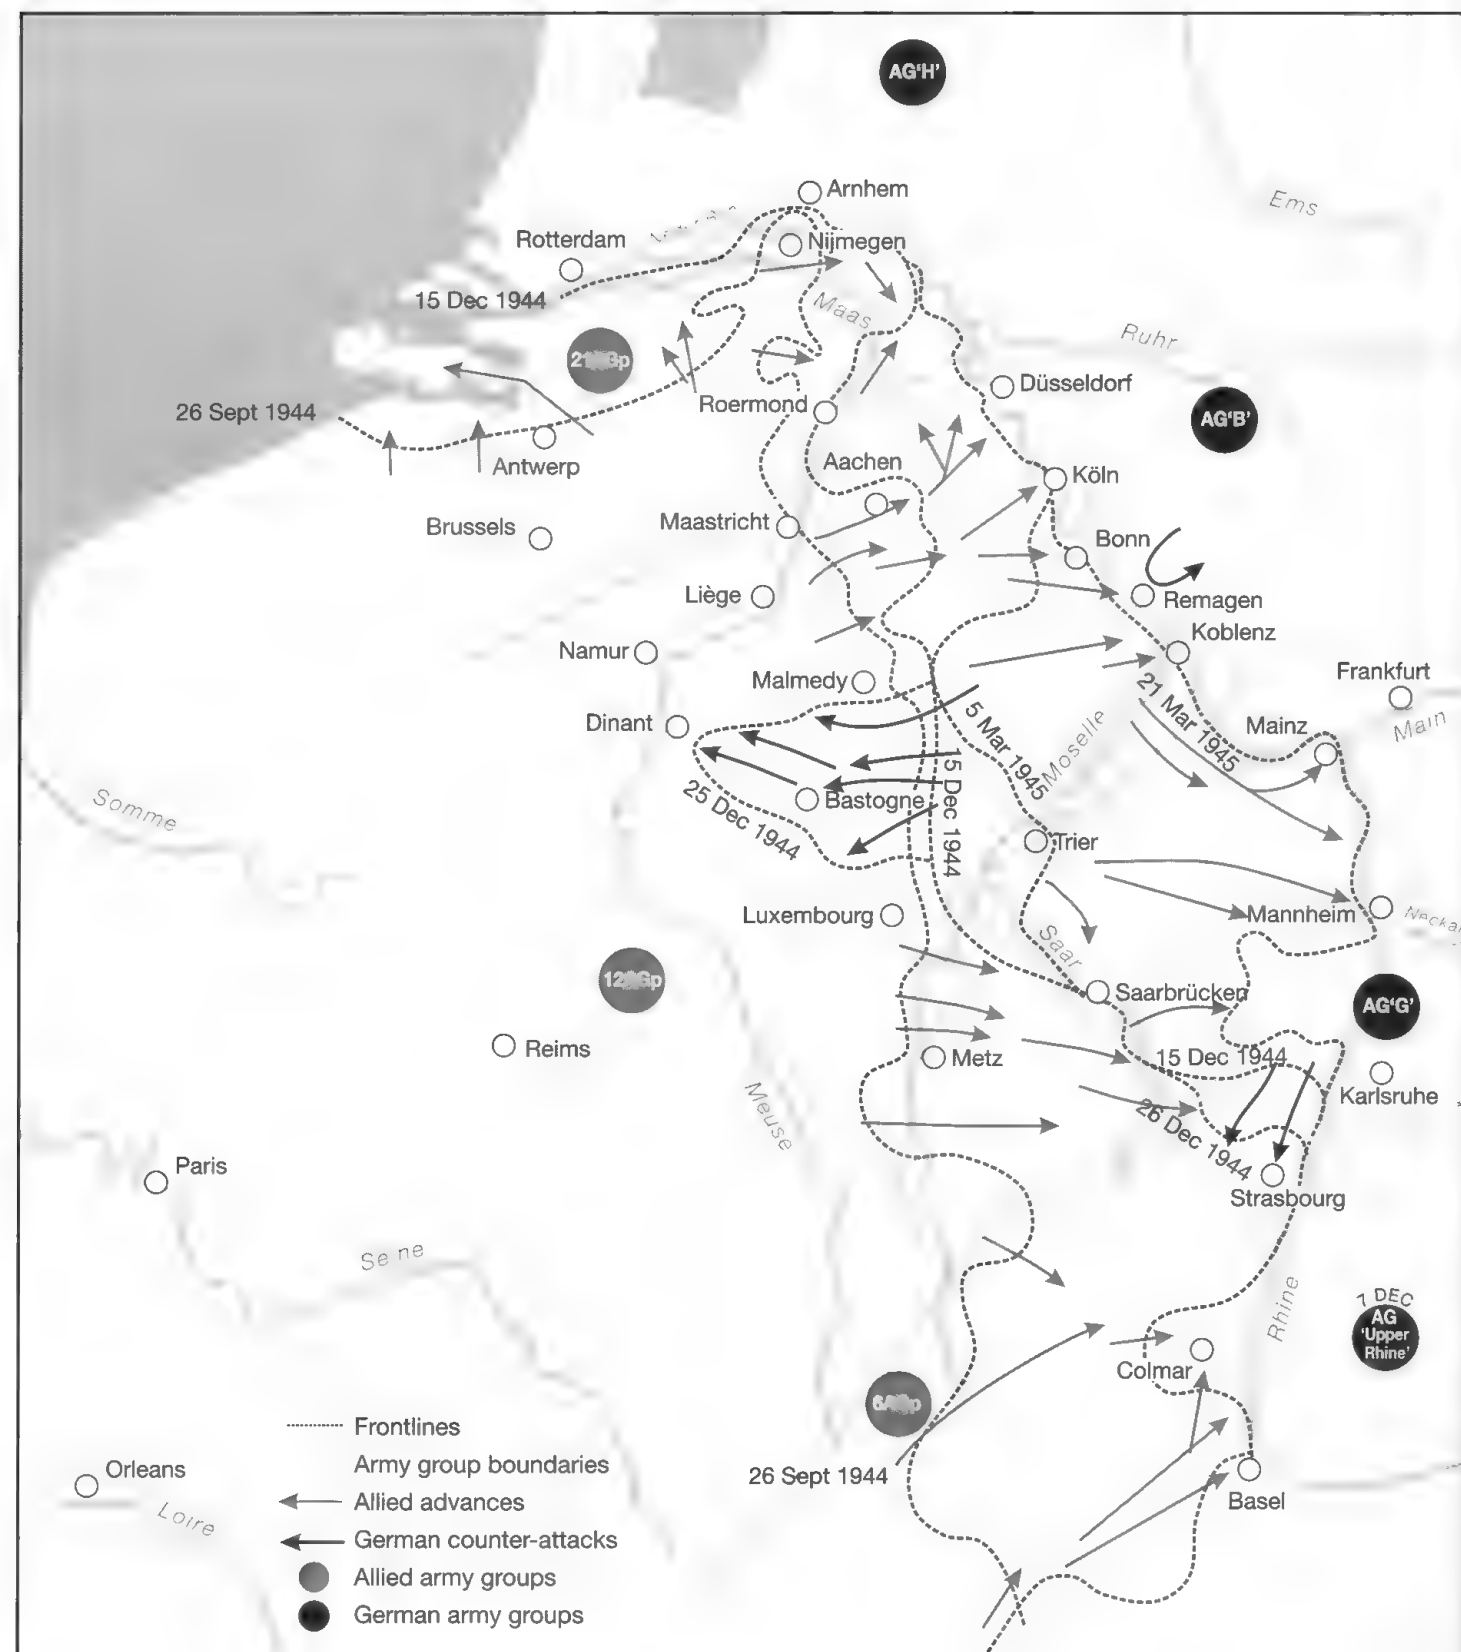 AG'H'
Arnhem
Ems
Rotterdam
Nijmegen
15 Dec 1944
Maas
Ruhr
Düsseldorf
AG'B'
26 Sept 1944
Roermond
Antwerp
Aachen
Köln
Maastricht
Brussels
Bonn
Liège
Remagen
Koblenz
Namur
Malmedy
Frankfurt
Dinant
5 Mar 1945
21 Mar 1945
Mainz
Main
Moselle
Somme
25 Dec 1944
Bastogne
15 Dec 1944
Trier
Luxembourg
Mannheim
Saar
Saarbrücken
AG'G'
Reims
Metz
15 Dec 1944
Karlsruhe
Meuse
26 Dec 1944
Paris
Strasbourg
Seine
Rhine
7 DEC
AG
'Upper
Rhine'
Colmar
Frontlines
Army group boundaries
26 Sept 1944
Orleans
Loire
Allied advances
Basel
German counter-attacks
Allied army groups
German army groups